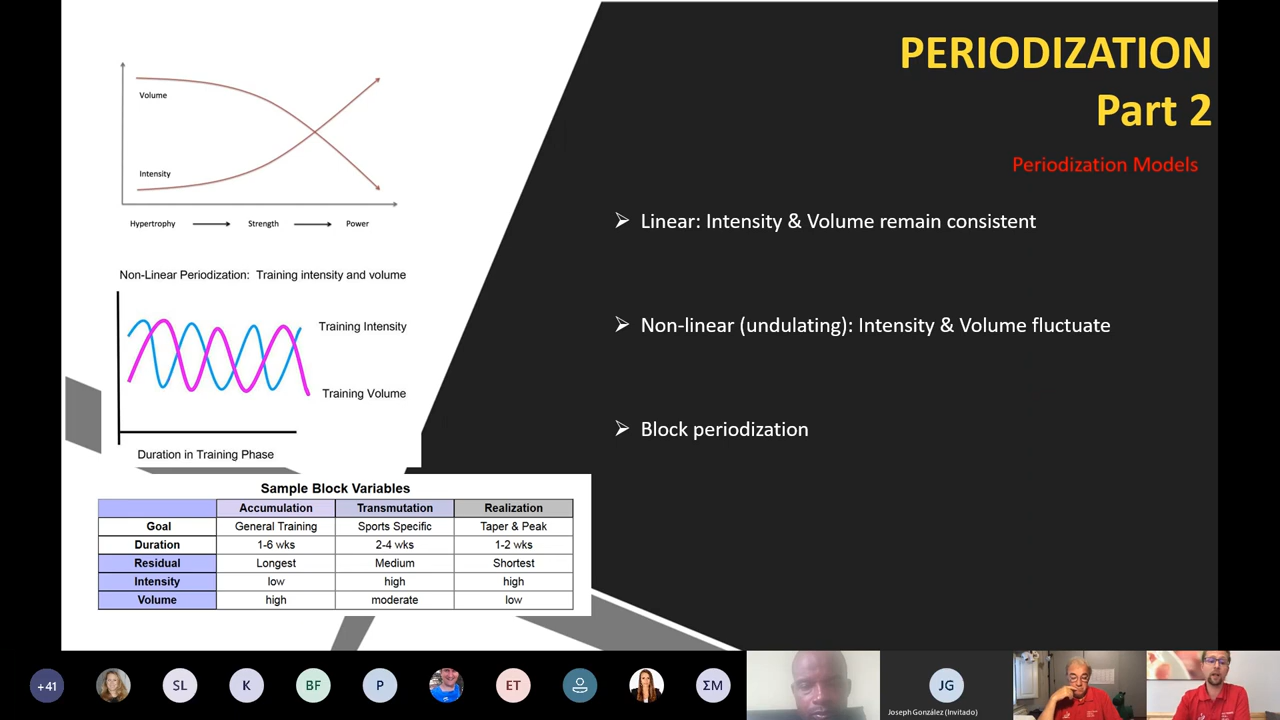 PERIODIZATION
Part 2
Periodization Models
Volume
Intensity
Hypertrophy Strength Power
Non-Linear Periodization: Training intensity and volume
Training Intensity
Training Volume
Duration in Training Phase
Linear: Intensity & Volume remain consistent
Non-linear (undulating): Intensity & Volume fluctuate
Block periodization
Sample Block Variables
Accumulation Transmutation Realization
Goal General Training Sports Specific Taper & Peak
Duration 1-6 wks 2-4 wks 1-2 wks
Residual Longest Medium Shortest
Intensity low high high
Volume high moderate low
+41 SL K BF P ET ΣM JG
Joseph González (Invitado)